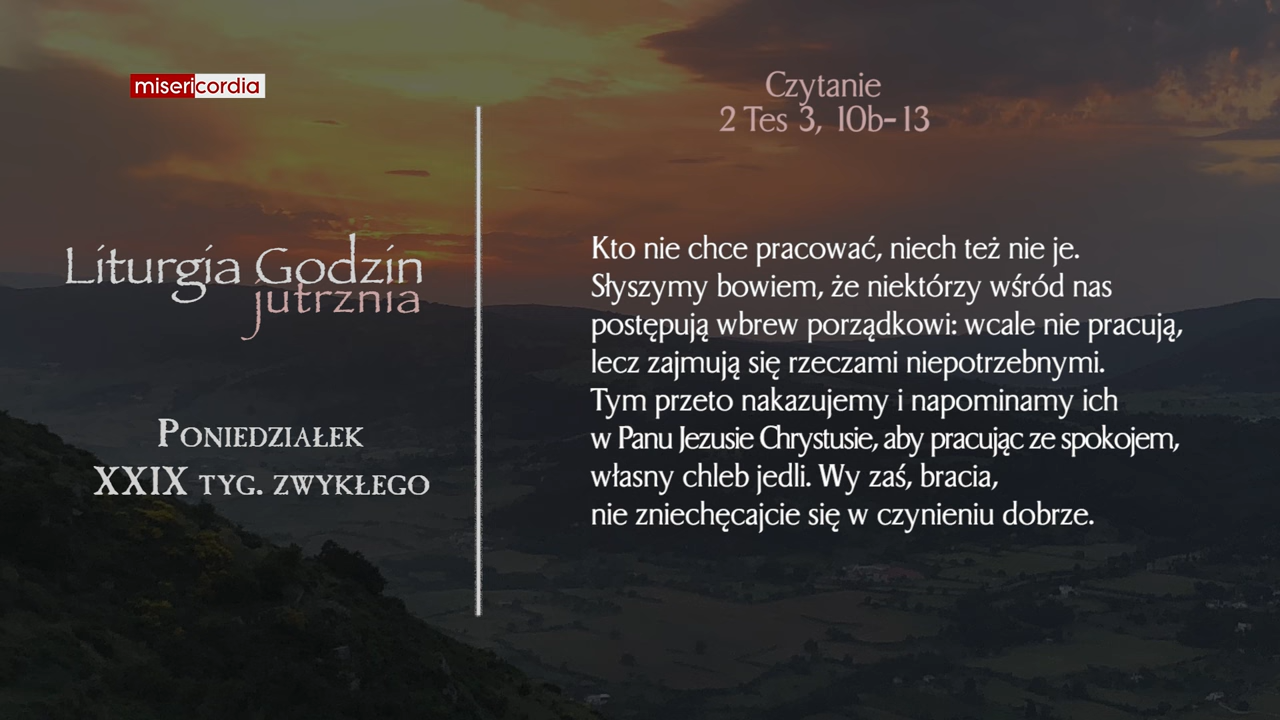 misericordia
Liturgia Godzin
jutrznia
Poniedziałek
XXIX tyg. zwykłego
Czytanie
2 Tes 3, 10b-13
Kto nie chce pracować, niech też nie je.
Słyszymy bowiem, że niektórzy wśród nas
postępują wbrew porządkowi: wcale nie pracują,
lecz zajmują się rzeczami niepotrzebnymi.
Tym przeto nakazujemy i napominamy ich
w Panu Jezusie Chrystusie, aby pracując ze spokojem,
własny chleb jedli. Wy zaś, bracia,
nie zniechęcajcie się w czynieniu dobrze.